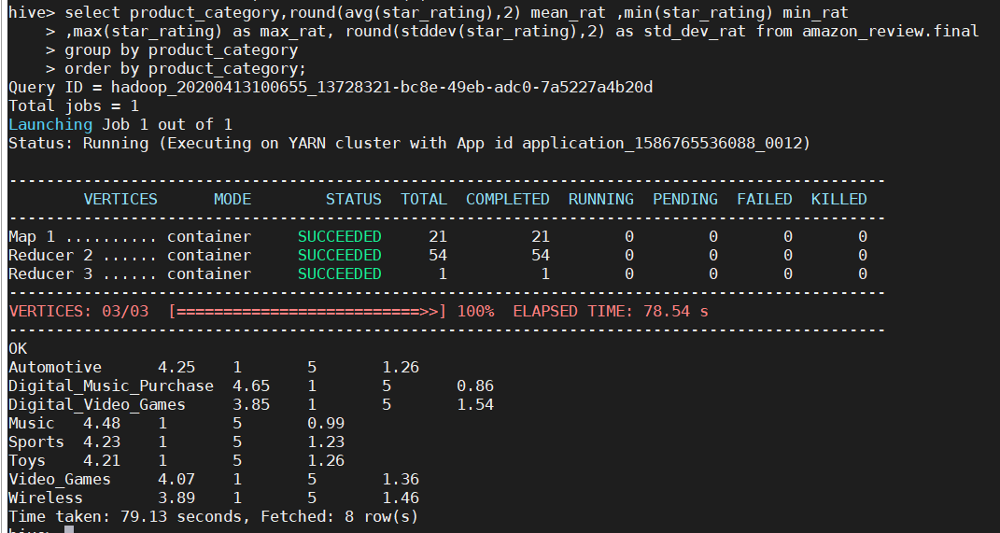 hive> select product_category,round(avg(star_rating),2) mean_rat ,min(star_rating) min_rat
    > ,max(star_rating) as max_rat, round(stddev(star_rating),2) as std_dev_rat from amazon_review.final
    > group by product_category
    > order by product_category;
Query ID = hadoop_20200413100655_13728321-bc8e-49eb-adc0-7a5227a4b20d
Total jobs = 1
Launching Job 1 out of 1
Status: Running (Executing on YARN cluster with App id application_1586765536088_0012)
----------------------------------------------------------------------------------------------
        VERTICES      MODE        STATUS  TOTAL  COMPLETED  RUNNING  PENDING  FAILED  KILLED
----------------------------------------------------------------------------------------------
Map 1 .......... container     SUCCEEDED     21         21        0        0       0       0
Reducer 2 ...... container     SUCCEEDED     54         54        0        0       0       0
Reducer 3 ...... container     SUCCEEDED      1          1        0        0       0       0
----------------------------------------------------------------------------------------------
VERTICES: 03/03  [==========================>>] 100%  ELAPSED TIME: 78.54 s
----------------------------------------------------------------------------------------------
OK
Automotive	4.25	1	5	1.26
Digital_Music_Purchase	4.65	1	5	0.86
Digital_Video_Games	3.85	1	5	1.54
Music	4.48	1	5	0.99
Sports	4.23	1	5	1.23
Toys	4.21	1	5	1.26
Video_Games	4.07	1	5	1.36
Wireless	3.89	1	5	1.46
Time taken: 79.13 seconds, Fetched: 8 row(s)
hive>